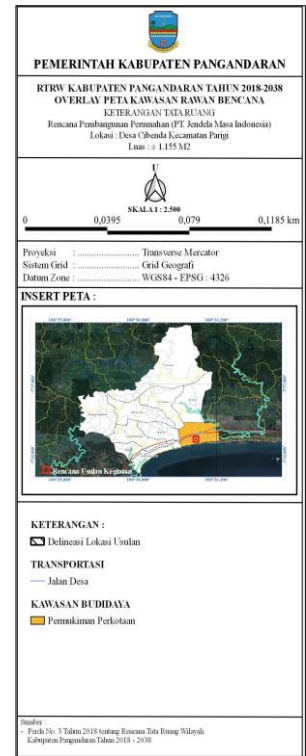 PEMERINTAH KABUPATEN PANGANDARAN
RTRW KABUPATEN PANGANDARAN TAHUN 2018-2038
OVERLAY PETA KAWASAN RAWAN BENCANA
KETERANGAN TATA RUANG
Rencana Pembangunan Perumahan (PT. Jendela Masa Indonesia)
Lokasi : Desa Cibenda Kecamatan Parigi
Luas : ± 1.155 M2
U
SKALA 1 : 2.500
0 0,0395 0,079 0,1185 km
Proyeksi : ........................ Transverse Mercator
Sistem Grid : ........................ Grid Geografi
Datum Zone : ........................ WGS84 - EPSG : 4326
INSERT PETA :
Rencana Usulan Kegiatan
KETERANGAN :
Delineasi Lokasi Usulan
TRANSPORTASI
Jalan Desa
KAWASAN BUDIDAYA
Permukiman Perkotaan
Sumber :
- Perda No. 3 Tahun 2018 tentang Rencana Tata Ruang Wilayah
Kabupaten Pangandaran Tahun 2018 - 2038